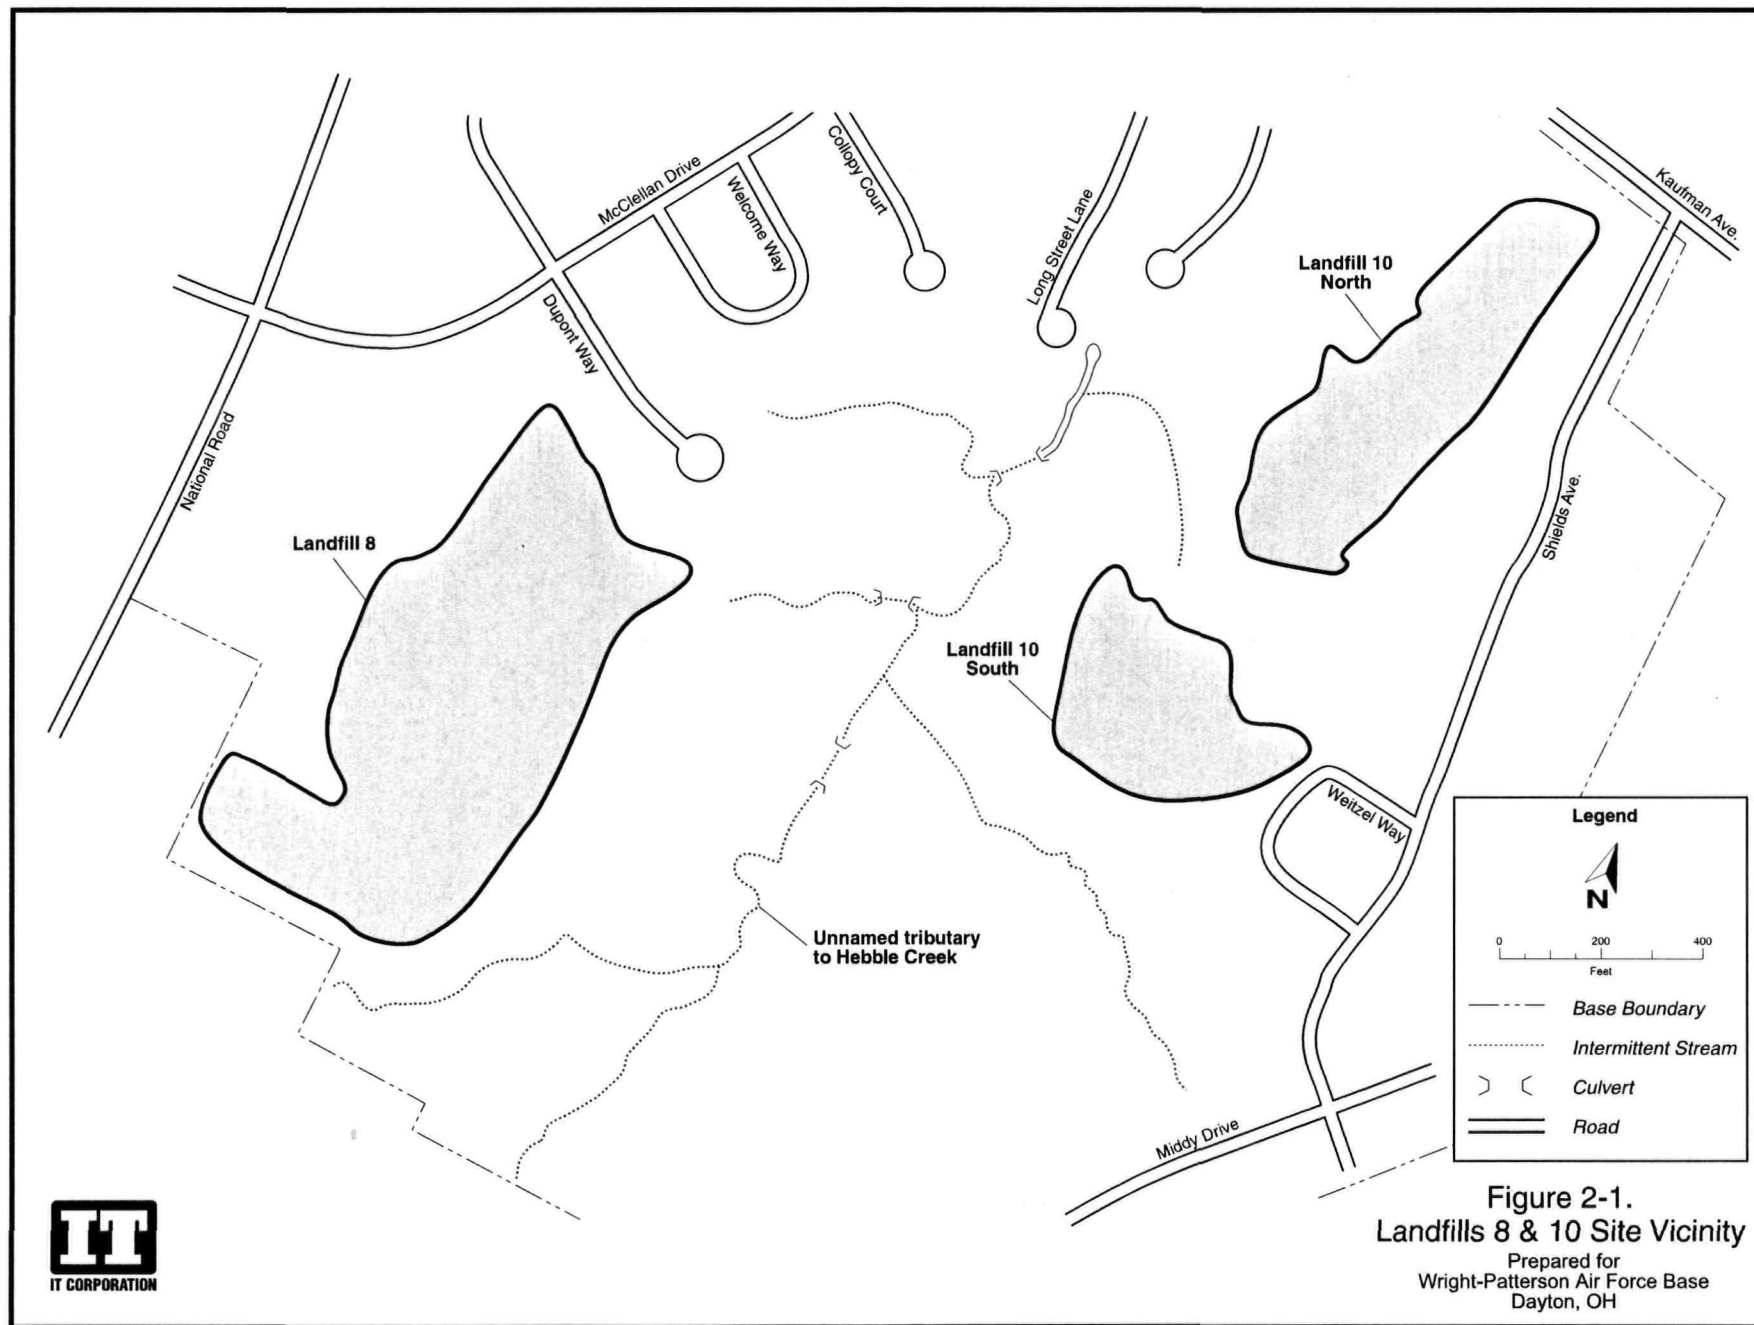 Kaufman Ave.
McClellan Drive
Welcome Way
Collopy Court
Long Street Lane
Landfill 10
North
Dupont Way
National Road
Shields Ave.
Landfill 8
Landfill 10
South
Weitzel Way
Unnamed tributary
to Hebble Creek
Middy Drive
Legend
N
0 200 400
Feet
Base Boundary
Intermittent Stream
Culvert
Road
IT
IT CORPORATION
Figure 2-1.
Landfills 8 & 10 Site Vicinity
Prepared for
Wright-Patterson Air Force Base
Dayton, OH